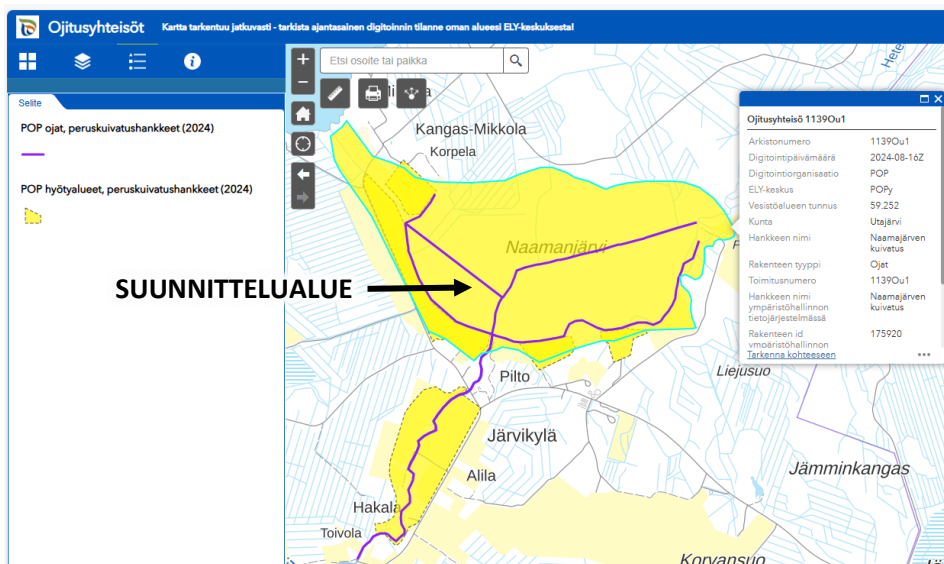 Ojitusyhteisöt
Kartta tarkentuu jatkuvasti - tarkista ajantasainen digitoinnin tilanne oman alueesi ELY-keskuksesta!
Selite
POP ojat, peruskuivatushankkeet (2024)
POP hyötyalueet, peruskuivatushankkeet (2024)
Etsi osoite tai paikka
Kangas-Mikkola
Korpela
Naamanjärvi
SUUNNITTELUALUE
Pilto
Liejusuo
Järvikylä
Jämminkangas
Alila
Hakala
Toivola
Korvansuo
Ojitusyhteisö 1139Ou1
Arkistonumero 1139Ou1
Digitointipäivämäärä 2024-08-16Z
Digitointiorganisaatio POP
ELY-keskus POPy
Vesistöalueen tunnus 59.252
Kunta Utajärvi
Hankkeen nimi Naamajärven
kuivatus
Rakenteen tyyppi Ojat
Toimitusnumero 1139Ou1
Hankkeen nimi Naamajärven
ympäristöhallinnon kuivatus
tietojärjestelmässä
Rakenteen id 175920
ympäristöhallinnon
Tarkenna kohteeseen